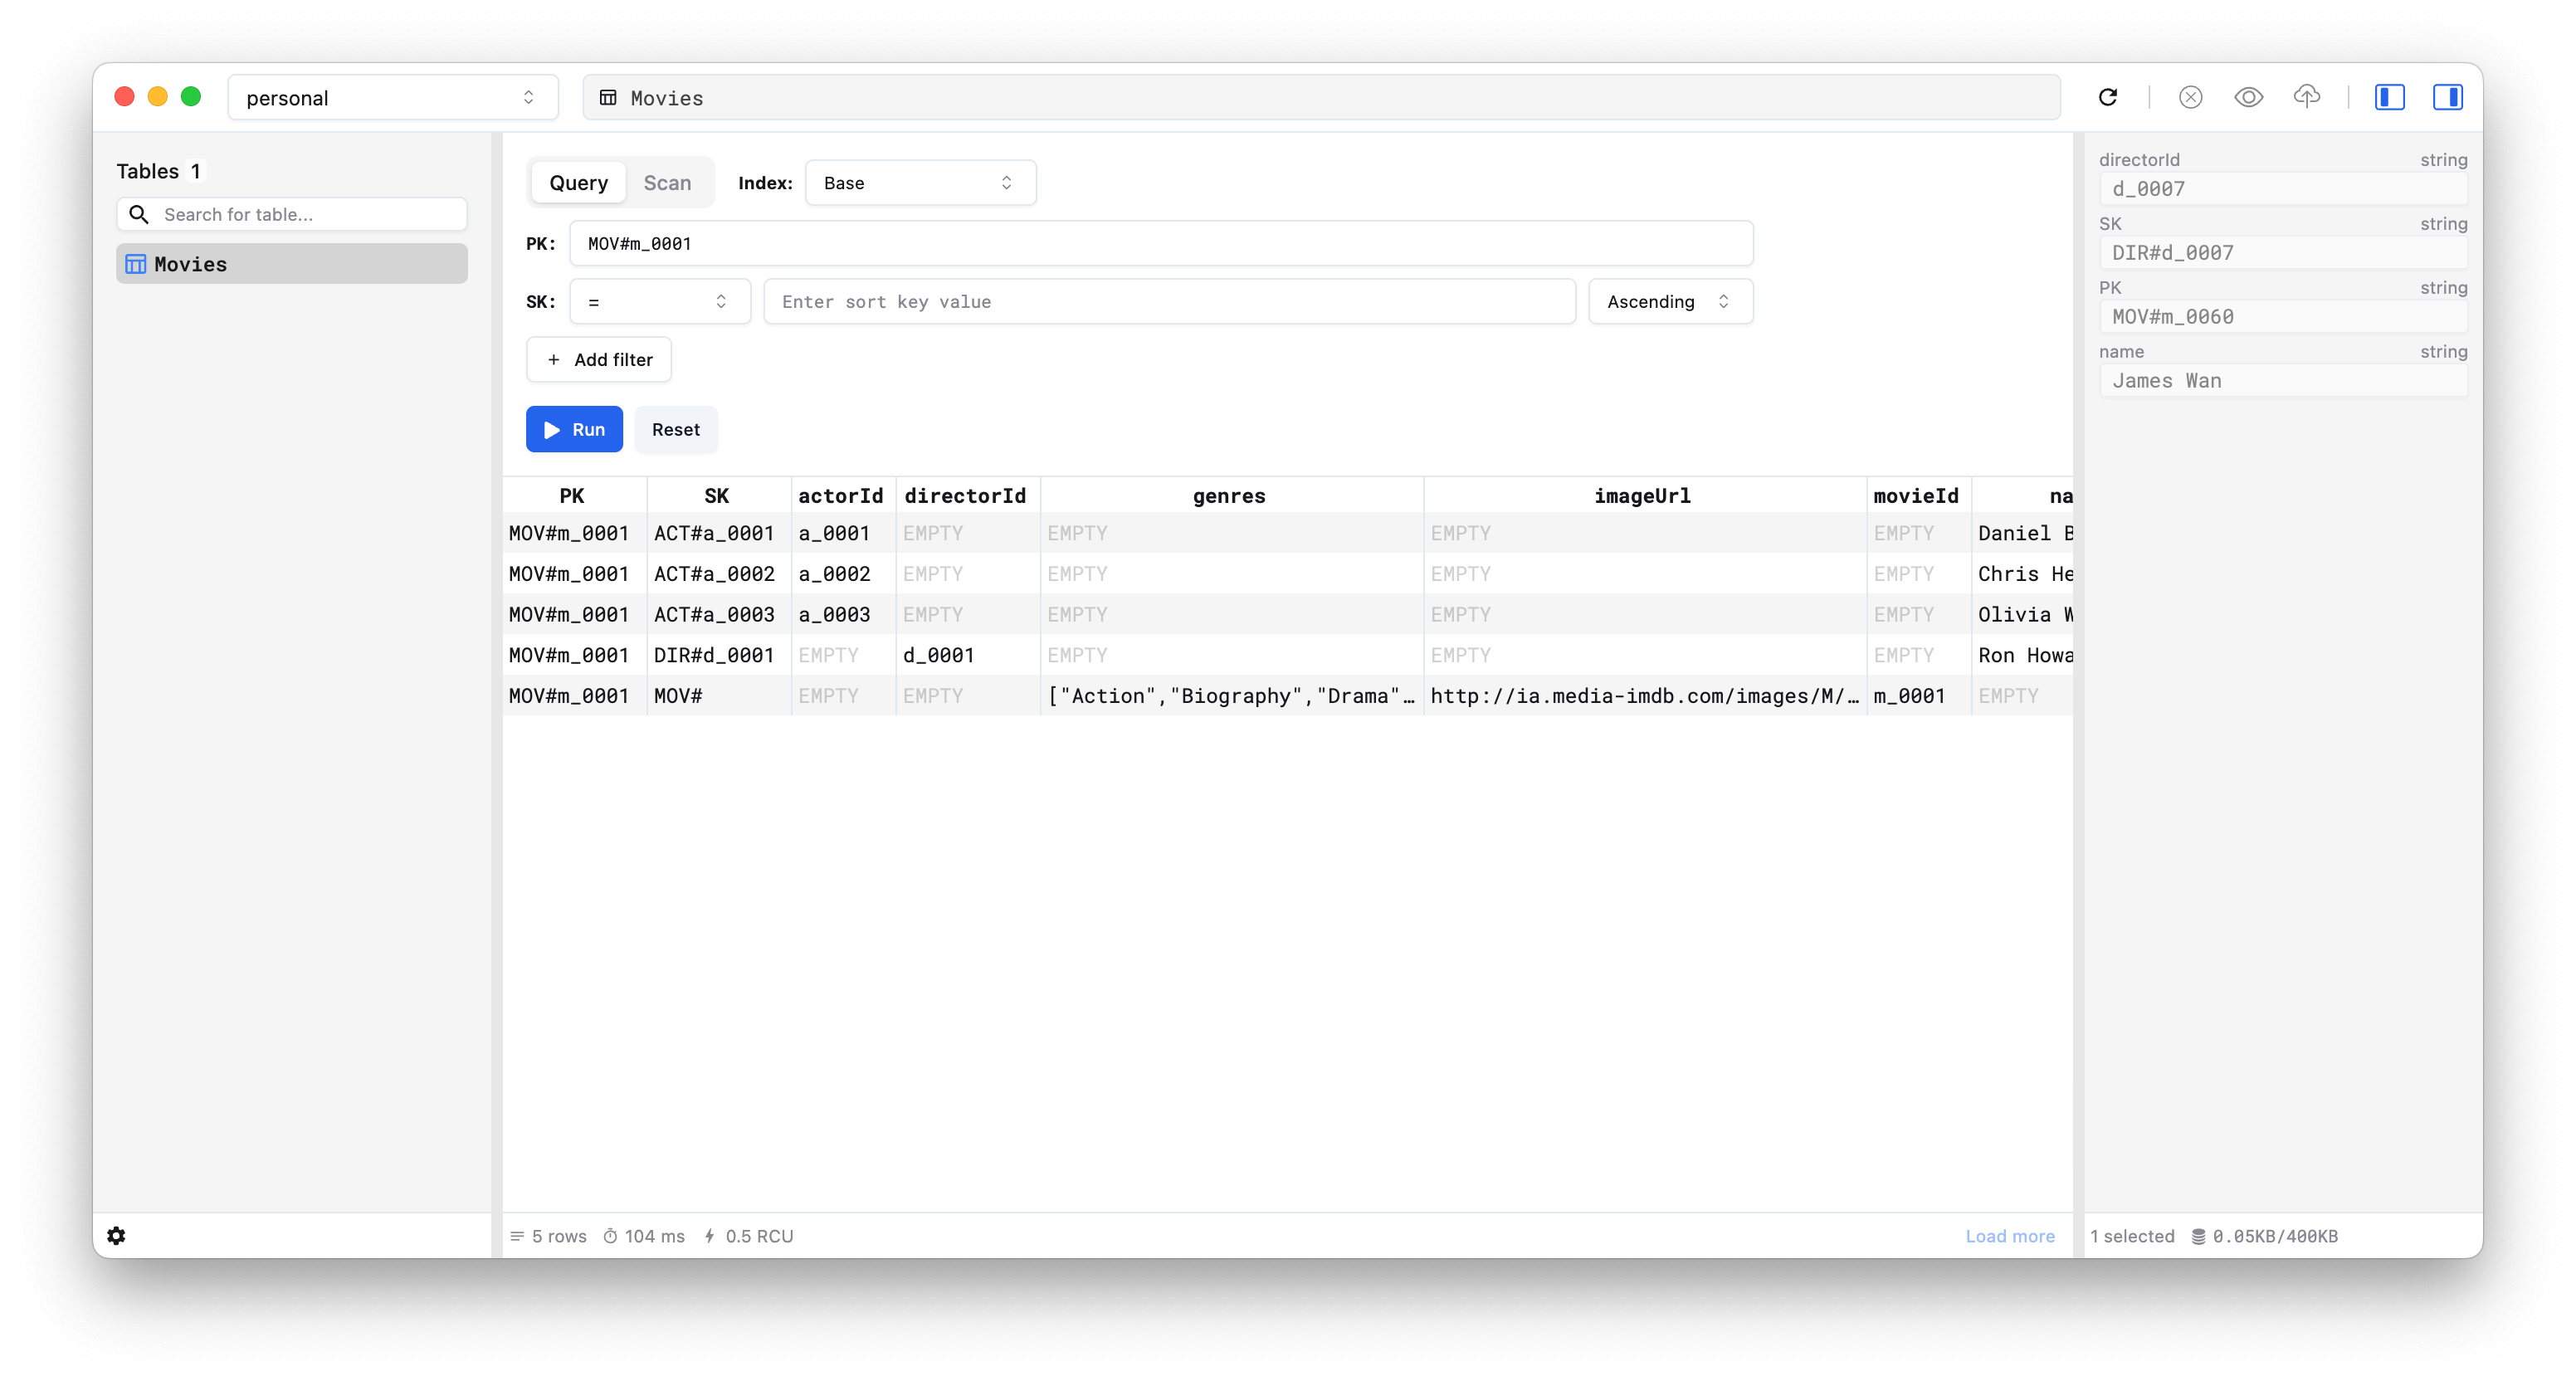 personal
Movies
Tables 1
Search for table...
Movies
Query Scan Index: Base
PK: MOV#m_0001
SK: = Enter sort key value Ascending
+ Add filter
Run Reset
PK SK actorId directorId genres imageUrl movieId na
MOV#m_0001 ACT#a_0001 a_0001 EMPTY EMPTY EMPTY EMPTY Daniel B
MOV#m_0001 ACT#a_0002 a_0002 EMPTY EMPTY EMPTY EMPTY Chris He
MOV#m_0001 ACT#a_0003 a_0003 EMPTY EMPTY EMPTY EMPTY Olivia W
MOV#m_0001 DIR#d_0001 EMPTY d_0001 EMPTY EMPTY EMPTY Ron Howa
MOV#m_0001 MOV# EMPTY EMPTY ["Action","Biography","Drama"… http://ia.media-imdb.com/images/M/… m_0001 EMPTY
5 rows 104 ms 0.5 RCU Load more
directorId string
d_0007
SK string
DIR#d_0007
PK string
MOV#m_0060
name string
James Wan
1 selected 0.05KB/400KB